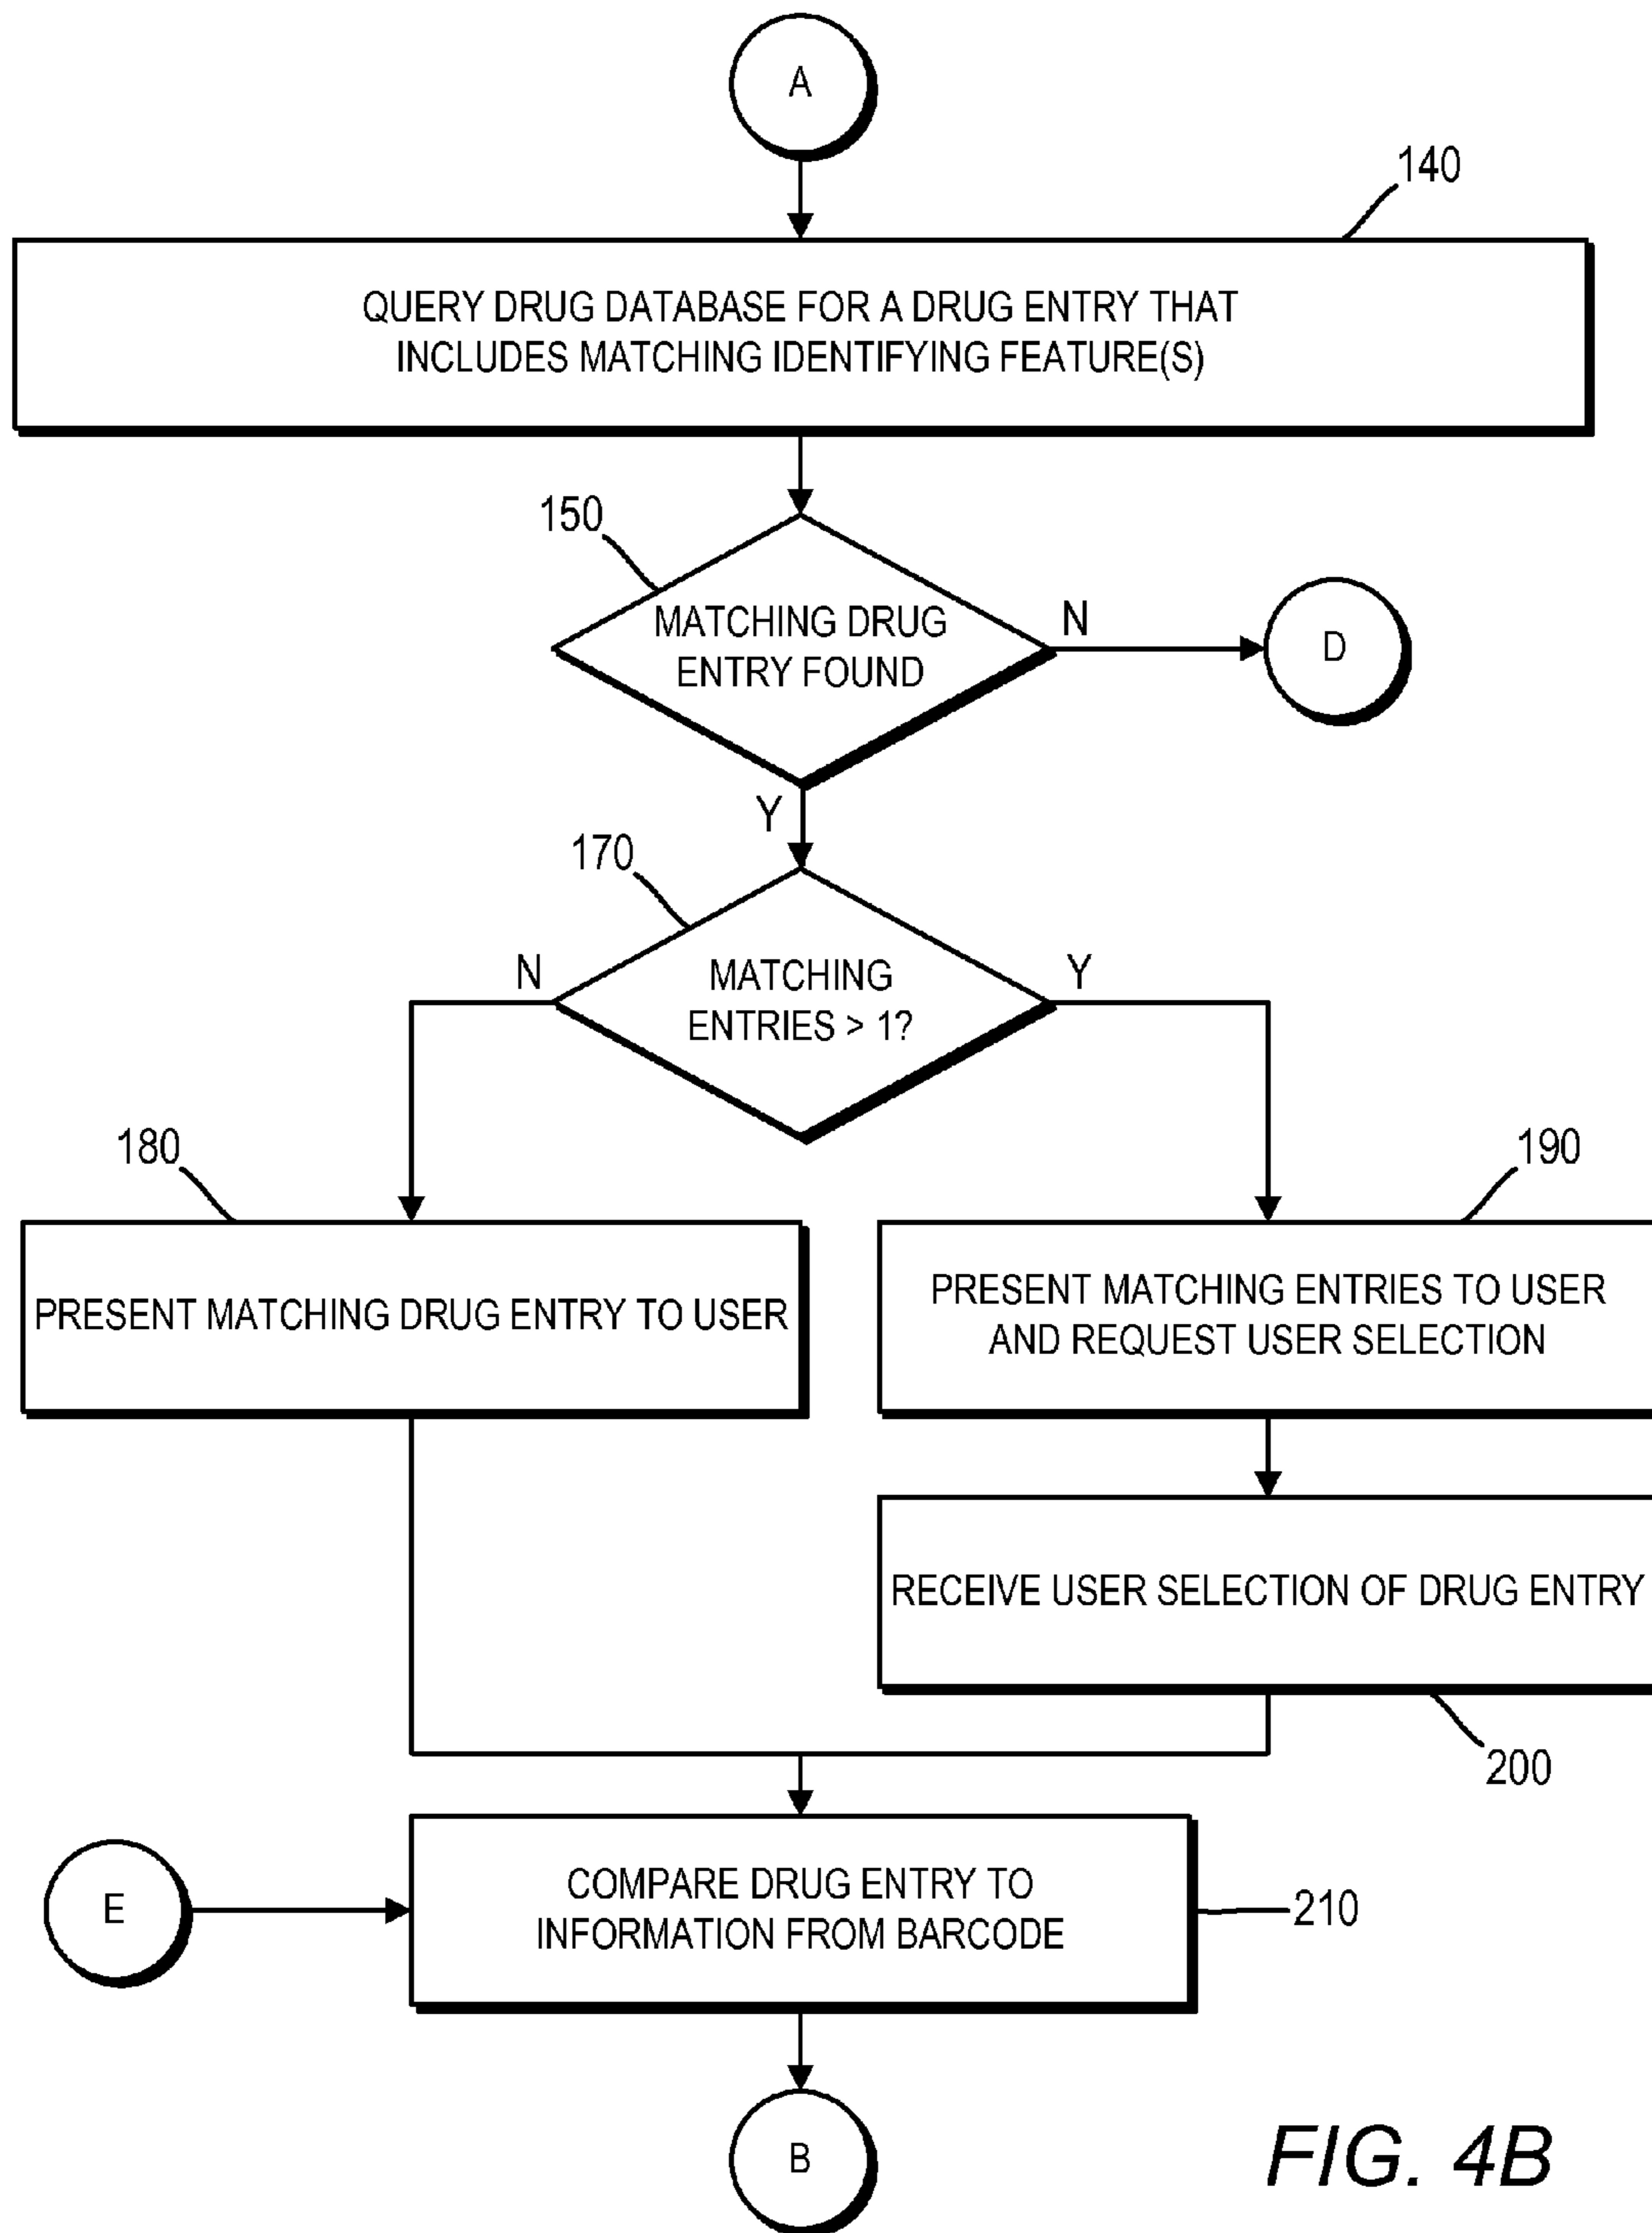 A
140
QUERY DRUG DATABASE FOR A DRUG ENTRY THAT
INCLUDES MATCHING IDENTIFYING FEATURE(S)
150
MATCHING DRUG
ENTRY FOUND
N
D
Y
170
MATCHING
ENTRIES > 1?
N
Y
180
PRESENT MATCHING DRUG ENTRY TO USER
190
PRESENT MATCHING ENTRIES TO USER
AND REQUEST USER SELECTION
RECEIVE USER SELECTION OF DRUG ENTRY
200
E
COMPARE DRUG ENTRY TO
INFORMATION FROM BARCODE
210
B
FIG. 4B